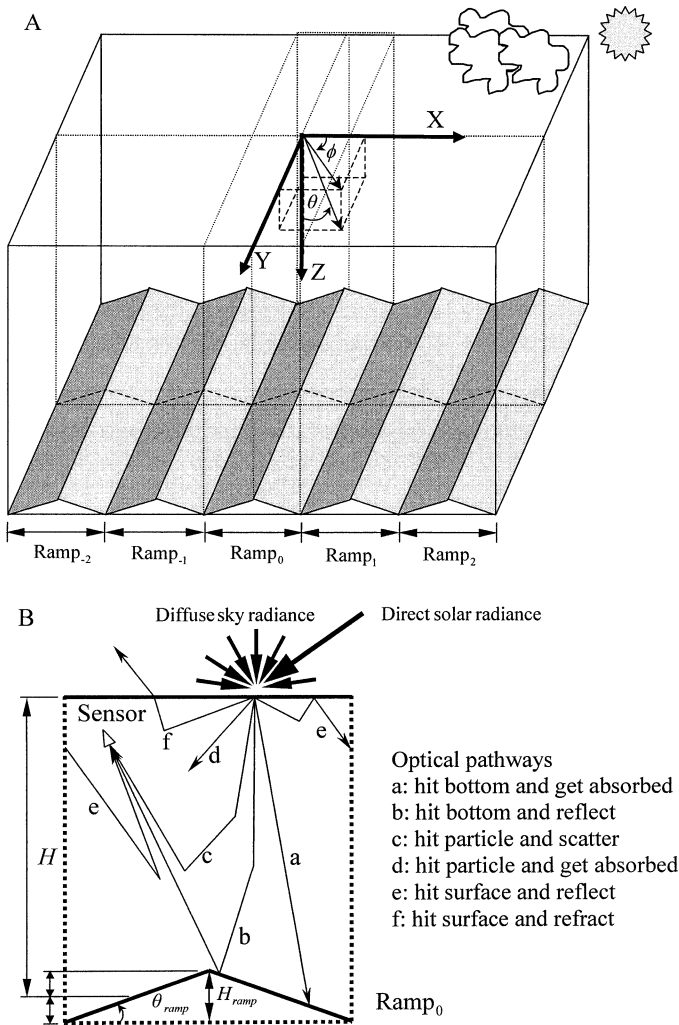 A
X
ϕ
θ
Y
Z
Ramp-2
Ramp-1
Ramp0
Ramp1
Ramp2
B
Diffuse sky radiance
Direct solar radiance
Sensor
f
d
e
e
c
a
b
H
θramp
Hramp
Ramp0
Optical pathways
a: hit bottom and get absorbed
b: hit bottom and reflect
c: hit particle and scatter
d: hit particle and get absorbed
e: hit surface and reflect
f: hit surface and refract